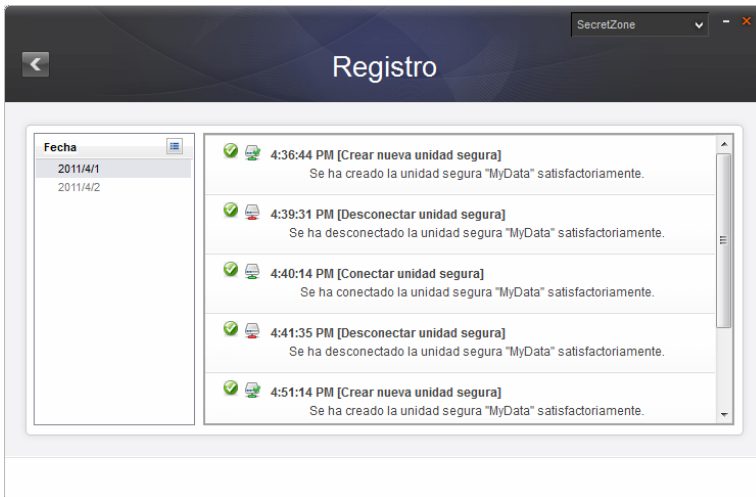 SecretZone
Registro
Fecha
2011/4/1
2011/4/2
4:36:44 PM [Crear nueva unidad segura]
Se ha creado la unidad segura "MyData" satisfactoriamente.
4:39:31 PM [Desconectar unidad segura]
Se ha desconectado la unidad segura "MyData" satisfactoriamente.
4:40:14 PM [Conectar unidad segura]
Se ha conectado la unidad segura "MyData" satisfactoriamente.
4:41:35 PM [Desconectar unidad segura]
Se ha desconectado la unidad segura "MyData" satisfactoriamente.
4:51:14 PM [Crear nueva unidad segura]
Se ha creado la unidad segura "MyData" satisfactoriamente.